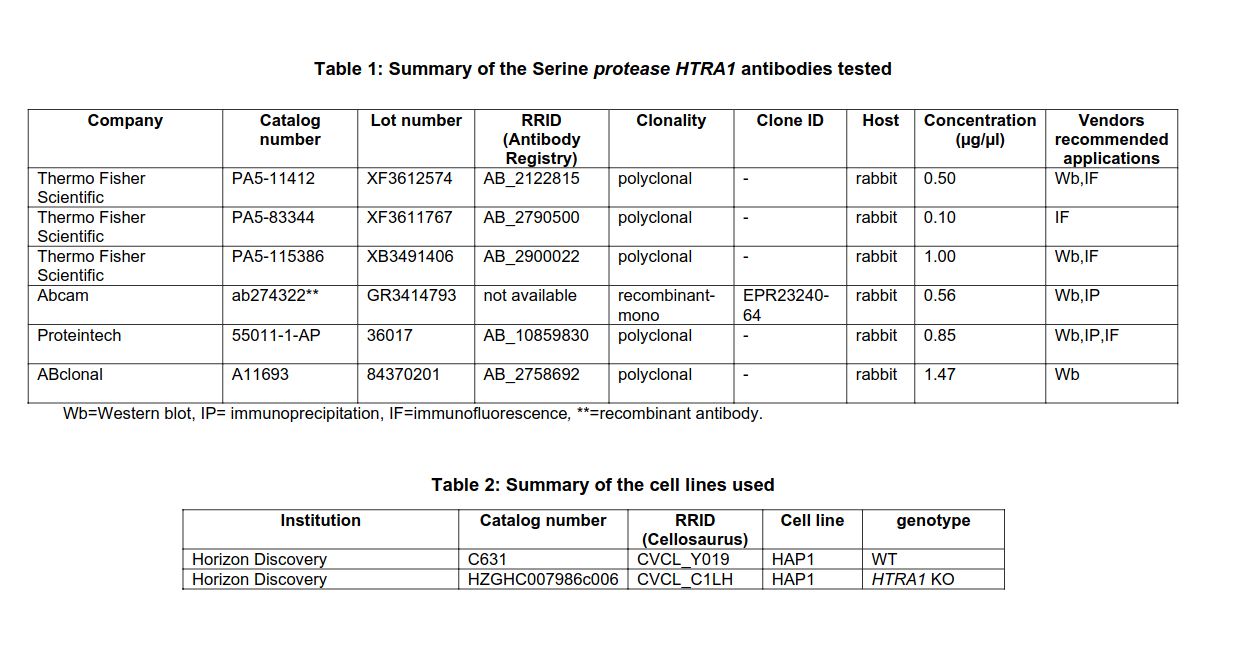 Table 1: Summary of the Serine protease HTRA1 antibodies tested
Company Catalog number Lot number RRID (Antibody Registry) Clonality Clone ID Host Concentration (µg/µl) Vendors recommended applications
Thermo Fisher Scientific PA5-11412 XF3612574 AB_2122815 polyclonal - rabbit 0.50 Wb,IF
Thermo Fisher Scientific PA5-83344 XF3611767 AB_2790500 polyclonal - rabbit 0.10 IF
Thermo Fisher Scientific PA5-115386 XB3491406 AB_2900022 polyclonal - rabbit 1.00 Wb,IF
Abcam ab274322** GR3414793 not available recombinant-mono EPR23240-64 rabbit 0.56 Wb,IP
Proteintech 55011-1-AP 36017 AB_10859830 polyclonal - rabbit 0.85 Wb,IP,IF
ABclonal A11693 84370201 AB_2758692 polyclonal - rabbit 1.47 Wb
Wb=Western blot, IP= immunoprecipitation, IF=immunofluorescence, **=recombinant antibody.
Table 2: Summary of the cell lines used
Institution Catalog number RRID (Cellosaurus) Cell line genotype
Horizon Discovery C631 CVCL_Y019 HAP1 WT
Horizon Discovery HZGHC007986c006 CVCL_C1LH HAP1 HTRA1 KO